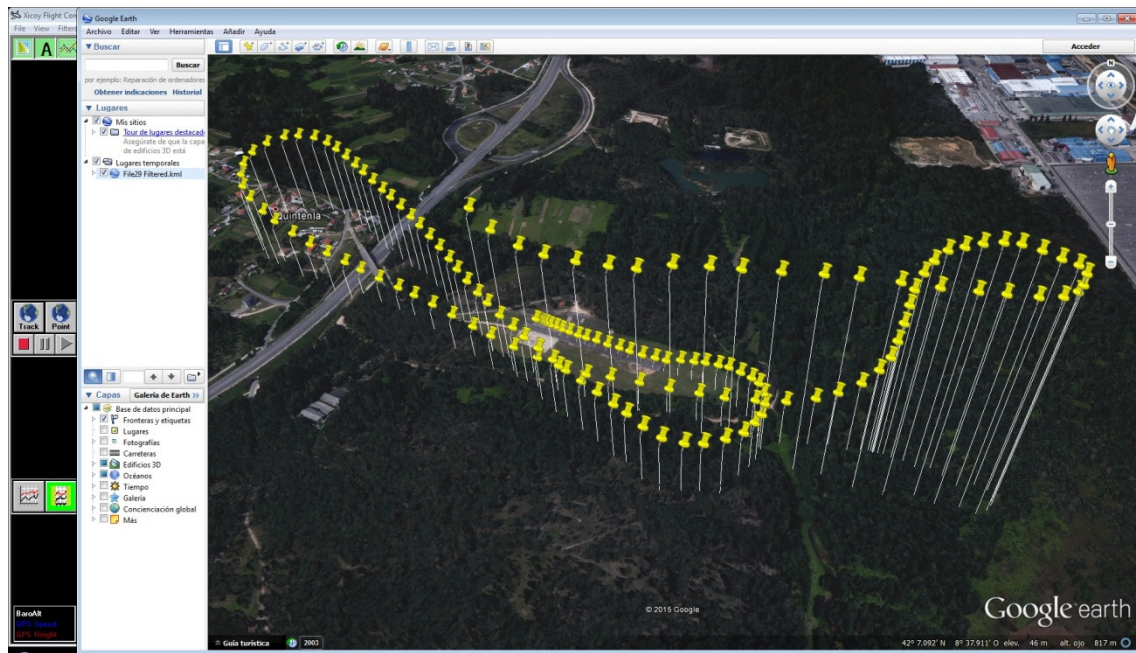 Xicoy Flight Con
File View Filters
Google Earth
Archivo Editar Ver Herramientas Añadir Ayuda
A
▼ Buscar
Acceder
Buscar
por ejemplo: Reparación de ordenadores
Obtener indicaciones Historial
▼ Lugares
Mis sitios
Tour de lugares destacad
Asegúrate de que la capa
de edificios 3D está
Lugares temporales
File29 Filtered.kml
N
Quintenla
Track Point
▼ Capas Galería de Earth >>
Base de datos principal
Fronteras y etiquetas
Lugares
Fotografías
Carreteras
Edificios 3D
Océanos
Tiempo
Galería
Concienciación global
Más
BaroAlt
GPS Speed
GPS Height
© 2015 Google
Google earth
Guía turística 2003
42° 7.092' N 8° 37.911' O elev. 46 m alt. ojo 817 m